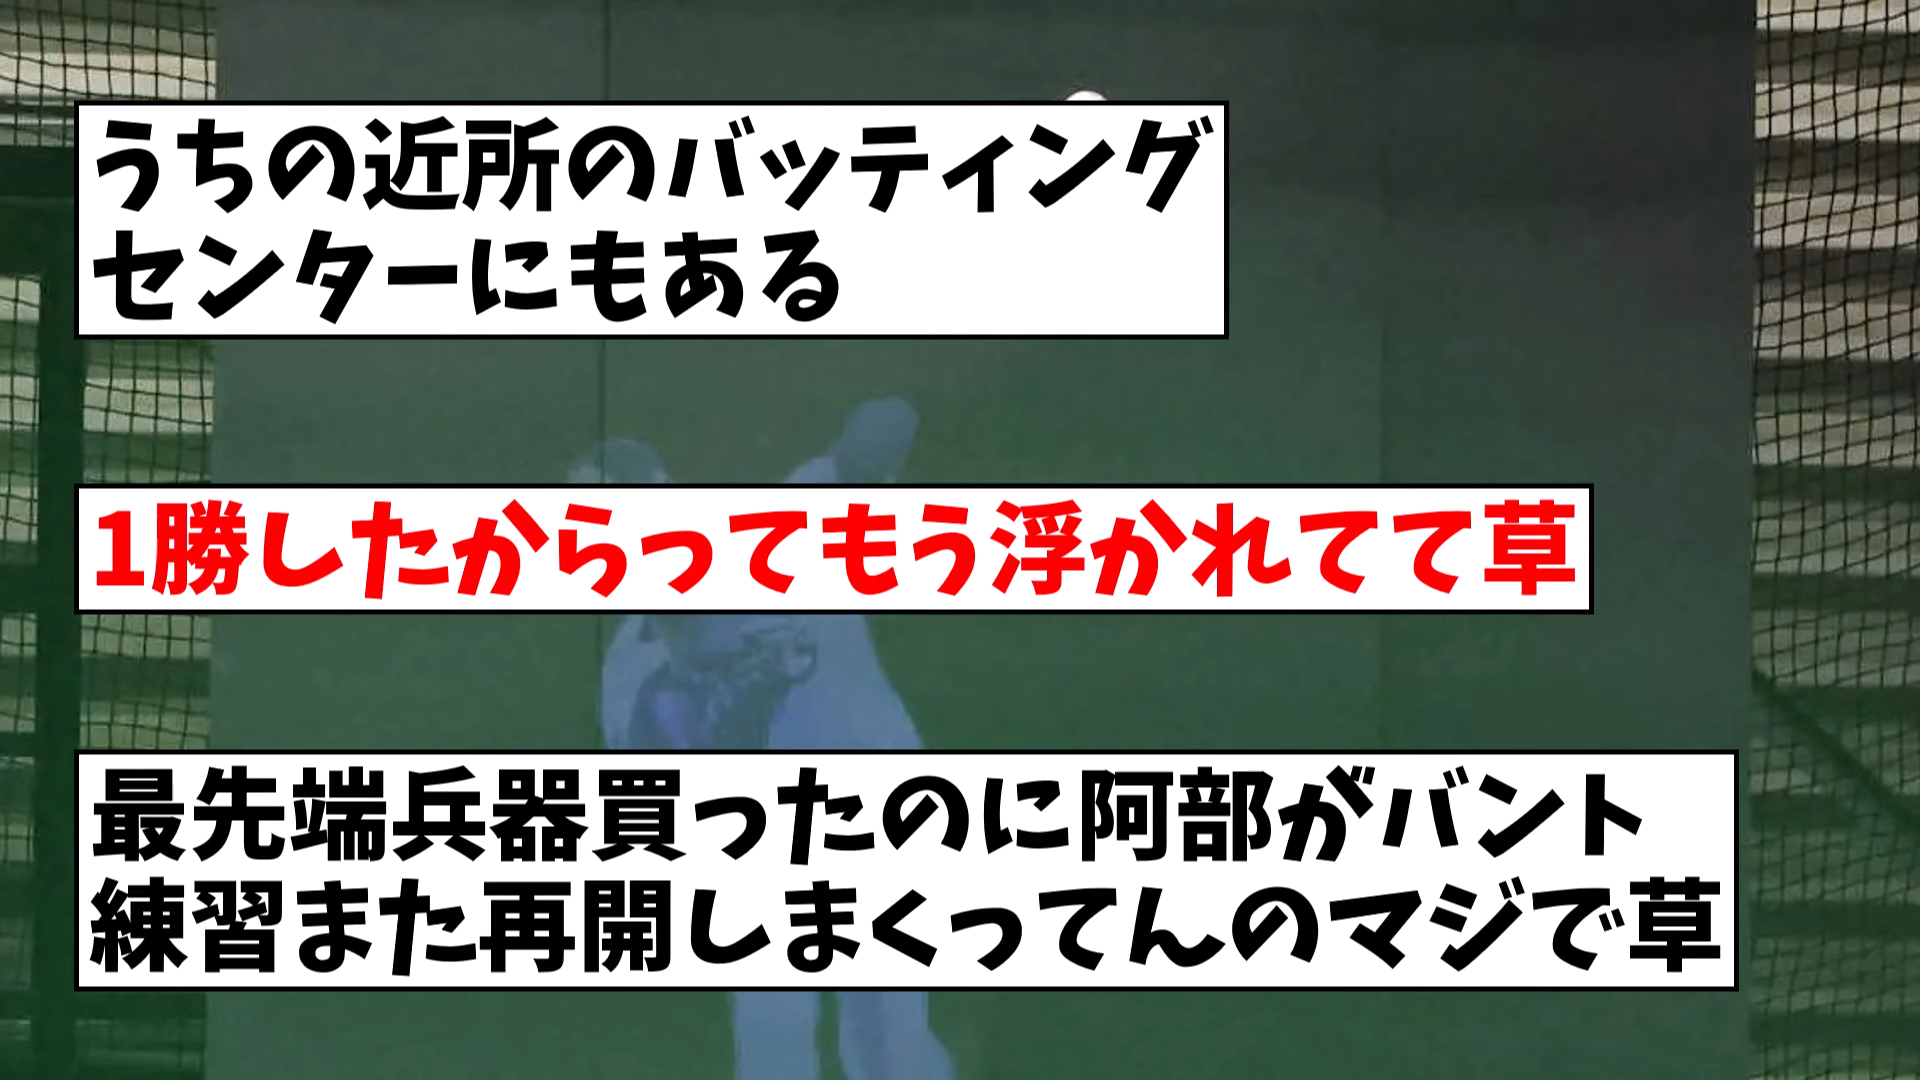 うちの近所のバッティング
センターにもある
1勝したからってもう浮かれてて草
最先端兵器買ったのに阿部がバント
練習また再開しまくってんのマジで草